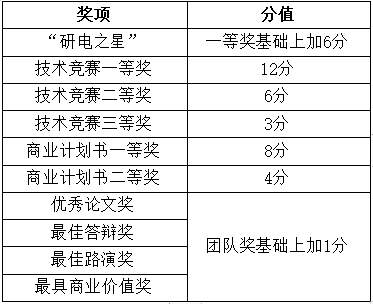 奖项 分值
“研电之星” 一等奖基础上加6分
技术竞赛一等奖 12分
技术竞赛二等奖 6分
技术竞赛三等奖 3分
商业计划书一等奖 8分
商业计划书二等奖 4分
优秀论文奖
最佳答辩奖
团队奖基础上加1分
最佳路演奖
最具商业价值奖